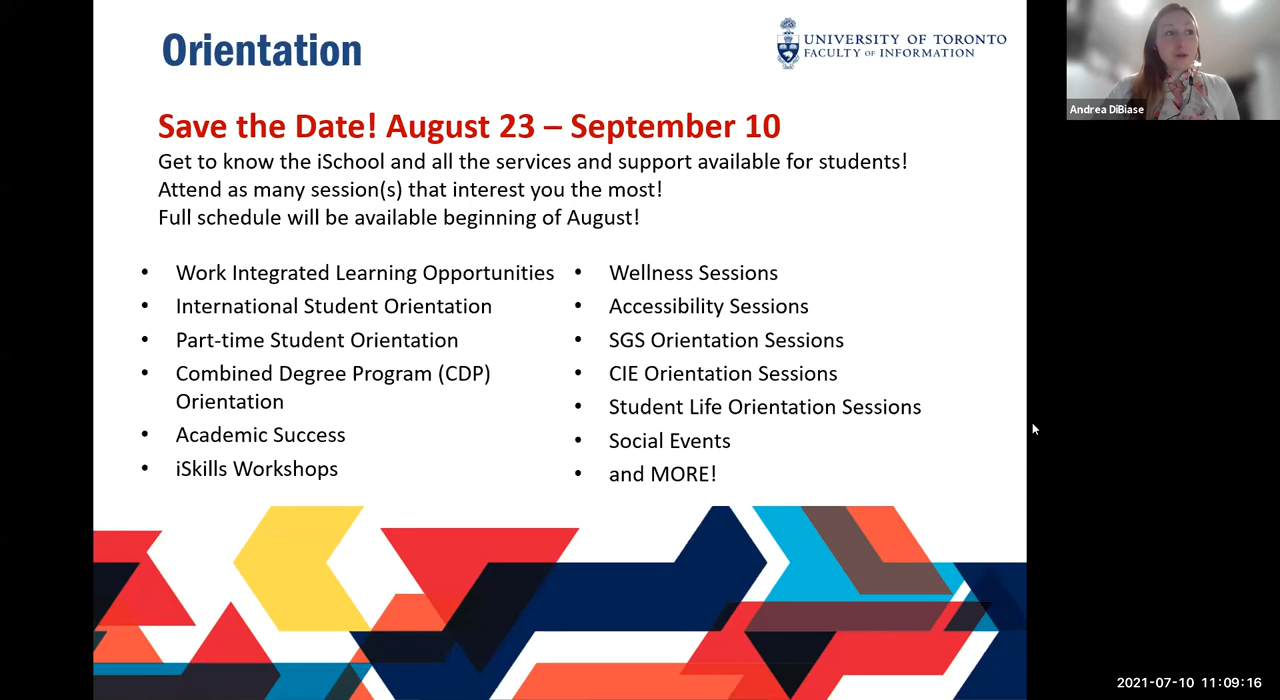 Orientation
UNIVERSITY OF TORONTO
FACULTY OF INFORMATION
Andrea DiBiase
Save the Date! August 23 – September 10
Get to know the iSchool and all the services and support available for students!
Attend as many session(s) that interest you the most!
Full schedule will be available beginning of August!
• Work Integrated Learning Opportunities
• International Student Orientation
• Part-time Student Orientation
• Combined Degree Program (CDP)
Orientation
• Academic Success
• iSkills Workshops
• Wellness Sessions
• Accessibility Sessions
• SGS Orientation Sessions
• CIE Orientation Sessions
• Student Life Orientation Sessions
• Social Events
• and MORE!
2021-07-10 11:09:16